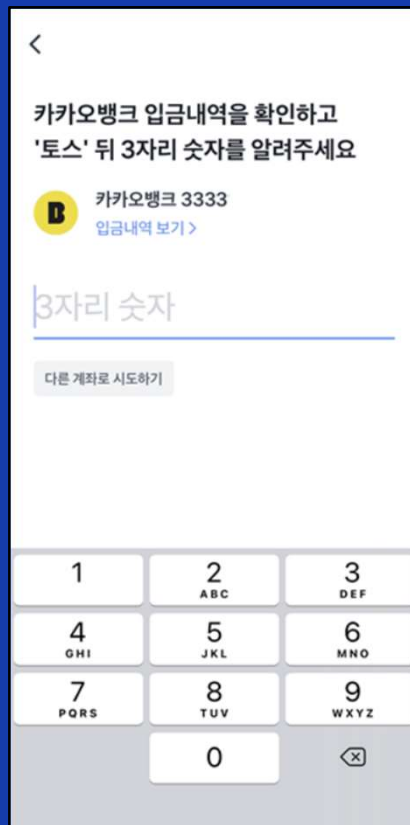 카카오뱅크 입금내역을 확인하고
'토스' 뒤 3자리 숫자를 알려주세요
B
카카오뱅크 3333
입금내역 보기 >
3자리 숫자
다른 계좌로 시도하기
1
2
ABC
3
DEF
4
GHI
5
JKL
6
MNO
7
PQRS
8
TUV
9
WXYZ
0